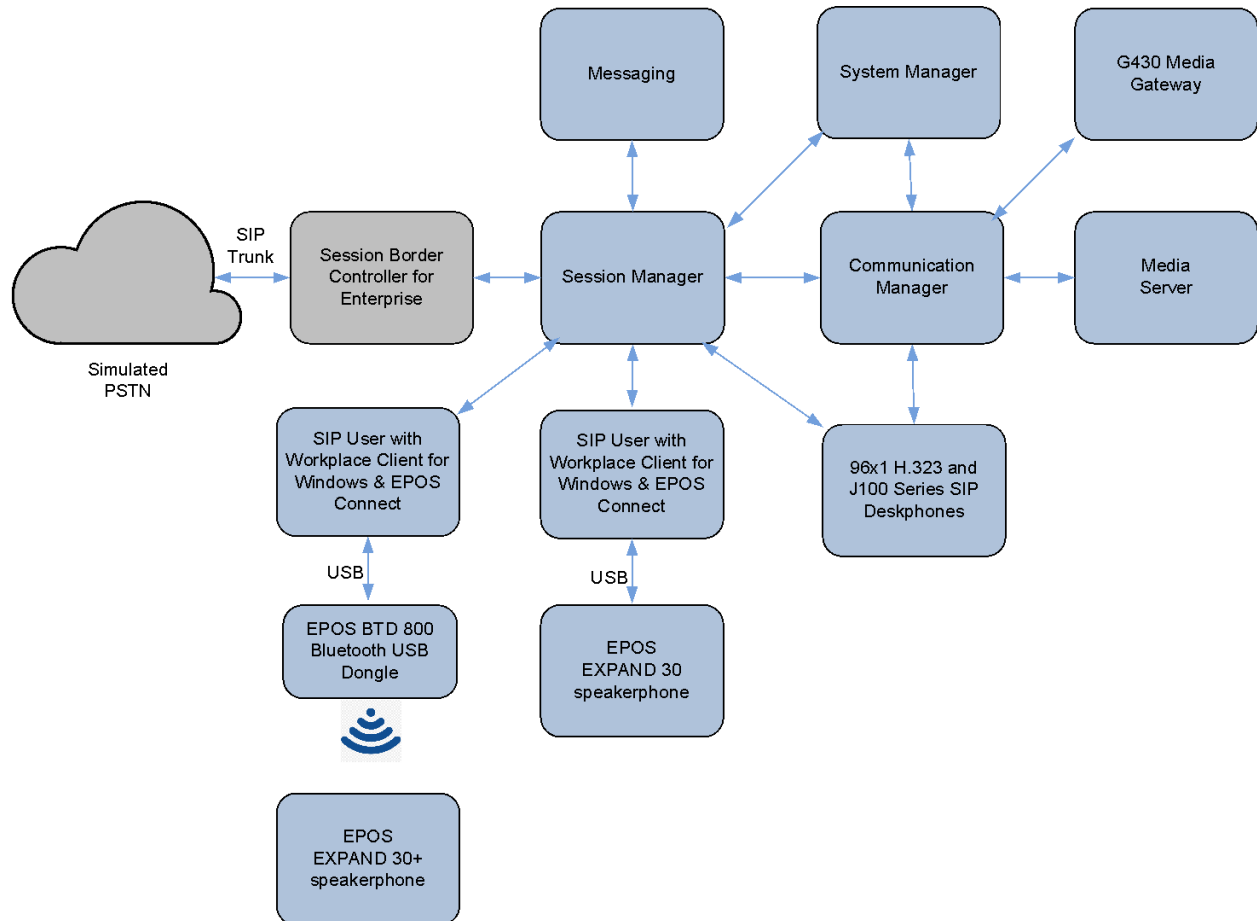 Messaging
System Manager
G430 Media
Gateway
SIP
Trunk
Session Border
Controller for
Enterprise
Session Manager
Communication
Manager
Media
Server
Simulated
PSTN
SIP User with
Workplace Client for
Windows & EPOS
Connect
SIP User with
Workplace Client for
Windows & EPOS
Connect
96x1 H.323 and
J100 Series SIP
Deskphones
USB
USB
EPOS BTD 800
Bluetooth USB
Dongle
EPOS
EXPAND 30
speakerphone
EPOS
EXPAND 30+
speakerphone